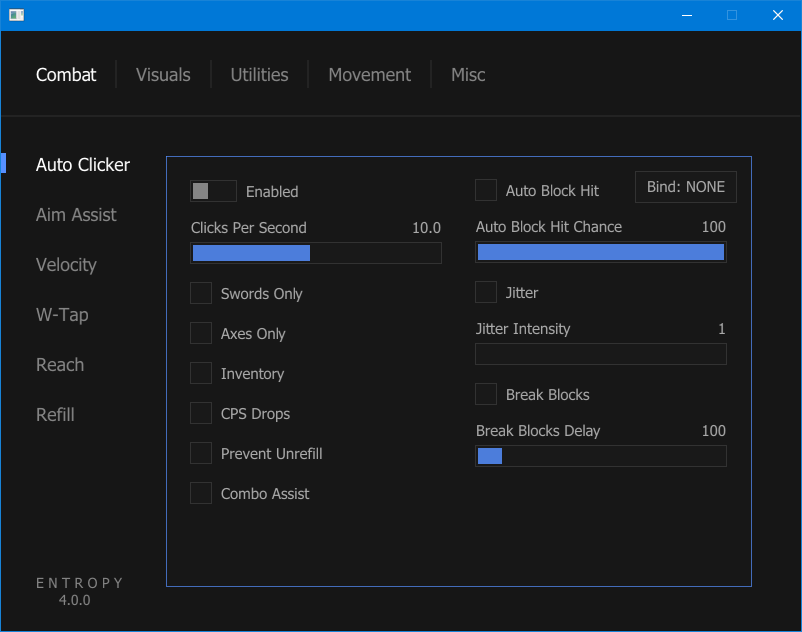 Combat
Visuals
Utilities
Movement
Misc
Auto Clicker
Aim Assist
Velocity
W-Tap
Reach
Refill
Enabled
Clicks Per Second 10.0
Swords Only
Axes Only
Inventory
CPS Drops
Prevent Unrefill
Combo Assist
Auto Block Hit
Bind: NONE
Auto Block Hit Chance 100
Jitter
Jitter Intensity 1
Break Blocks
Break Blocks Delay 100
ENTROPY
4.0.0